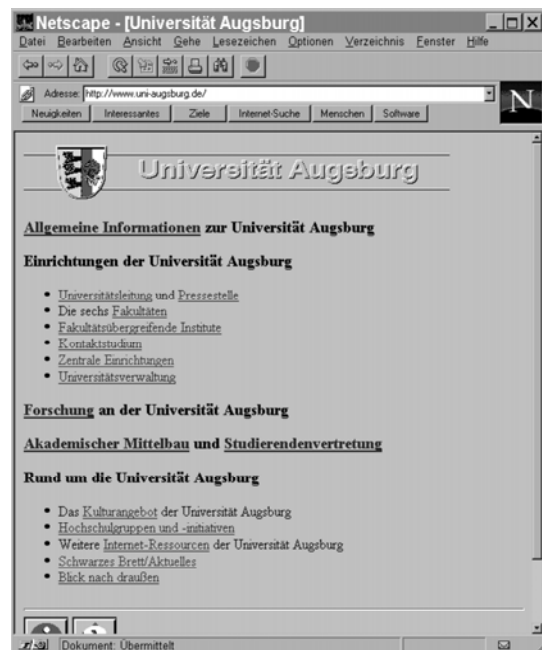 Netscape - [Universität Augsburg]
Datei Bearbeiten Ansicht Gehe Lesezeichen Optionen Verzeichnis Fenster Hilfe
Adresse: http://www.uni-augsburg.de/
Neuigkeiten Interessantes Ziele Internet-Suche Menschen Software
N
Universität Augsburg
Allgemeine Informationen zur Universität Augsburg
Einrichtungen der Universität Augsburg
• Universitätsleitung und Pressestelle
• Die sechs Fakultäten
• Fakultätsübergreifende Institute
• Kontaktstudium
• Zentrale Einrichtungen
• Universitätsverwaltung
Forschung an der Universität Augsburg
Akademischer Mittelbau und Studierendenvertretung
Rund um die Universität Augsburg
• Das Kulturangebot der Universität Augsburg
• Hochschulgruppen und -initiativen
• Weitere Internet-Ressourcen der Universität Augsburg
• Schwarzes Brett/Aktuelles
• Blick nach draußen
Dokument: Übermittelt